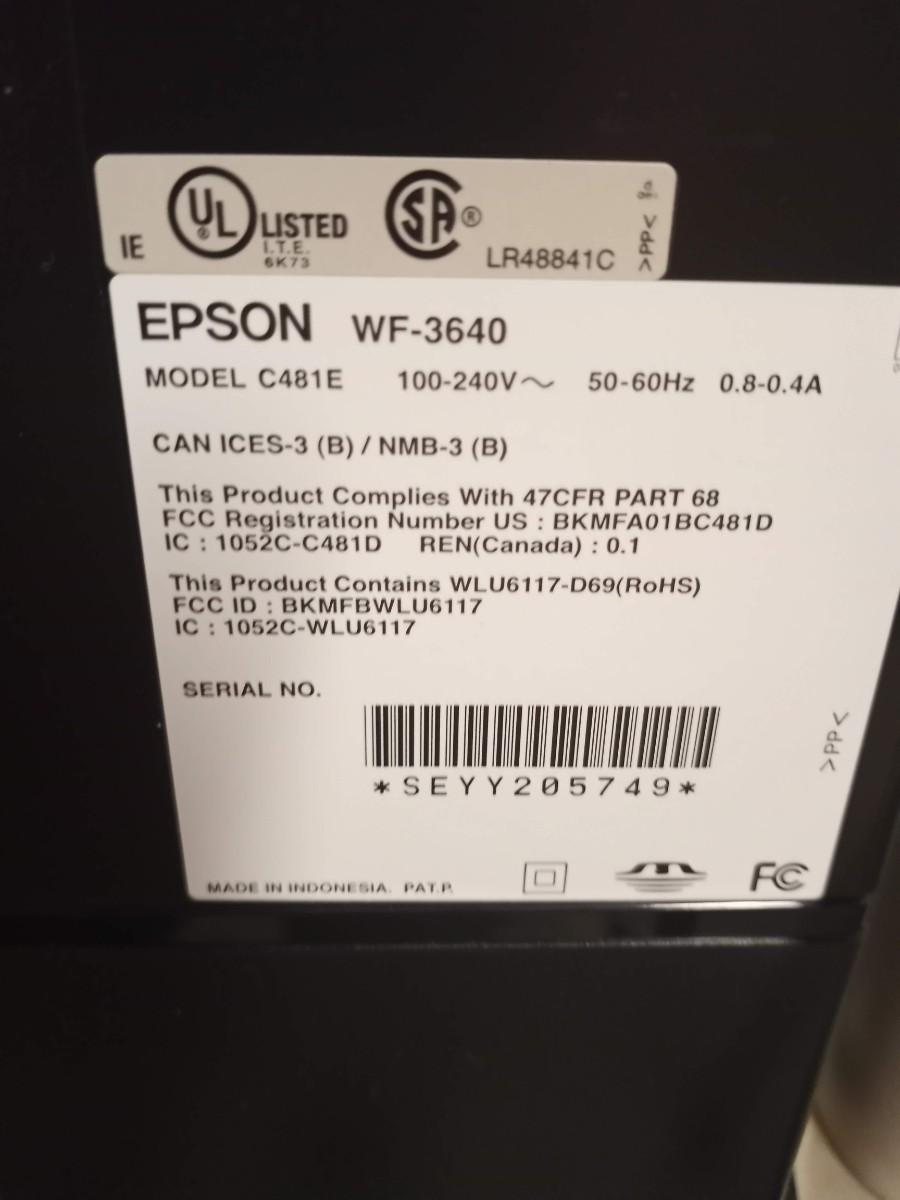 IE UL® LISTED
I.T.E.
6K73
SA®
LR48841C
>PP<
EPSON WF-3640
MODEL C481E 100-240V～ 50-60Hz 0.8-0.4A
CAN ICES-3 (B) / NMB-3 (B)
This Product Complies With 47CFR PART 68
FCC Registration Number US : BKMFA01BC481D
IC : 1052C-C481D REN(Canada) : 0.1
This Product Contains WLU6117-D69(RoHS)
FCC ID : BKMFBWLU6117
IC : 1052C-WLU6117
SERIAL NO.
*SEYY205749*
>PP<
MADE IN INDONESIA. PAT.P.
FC